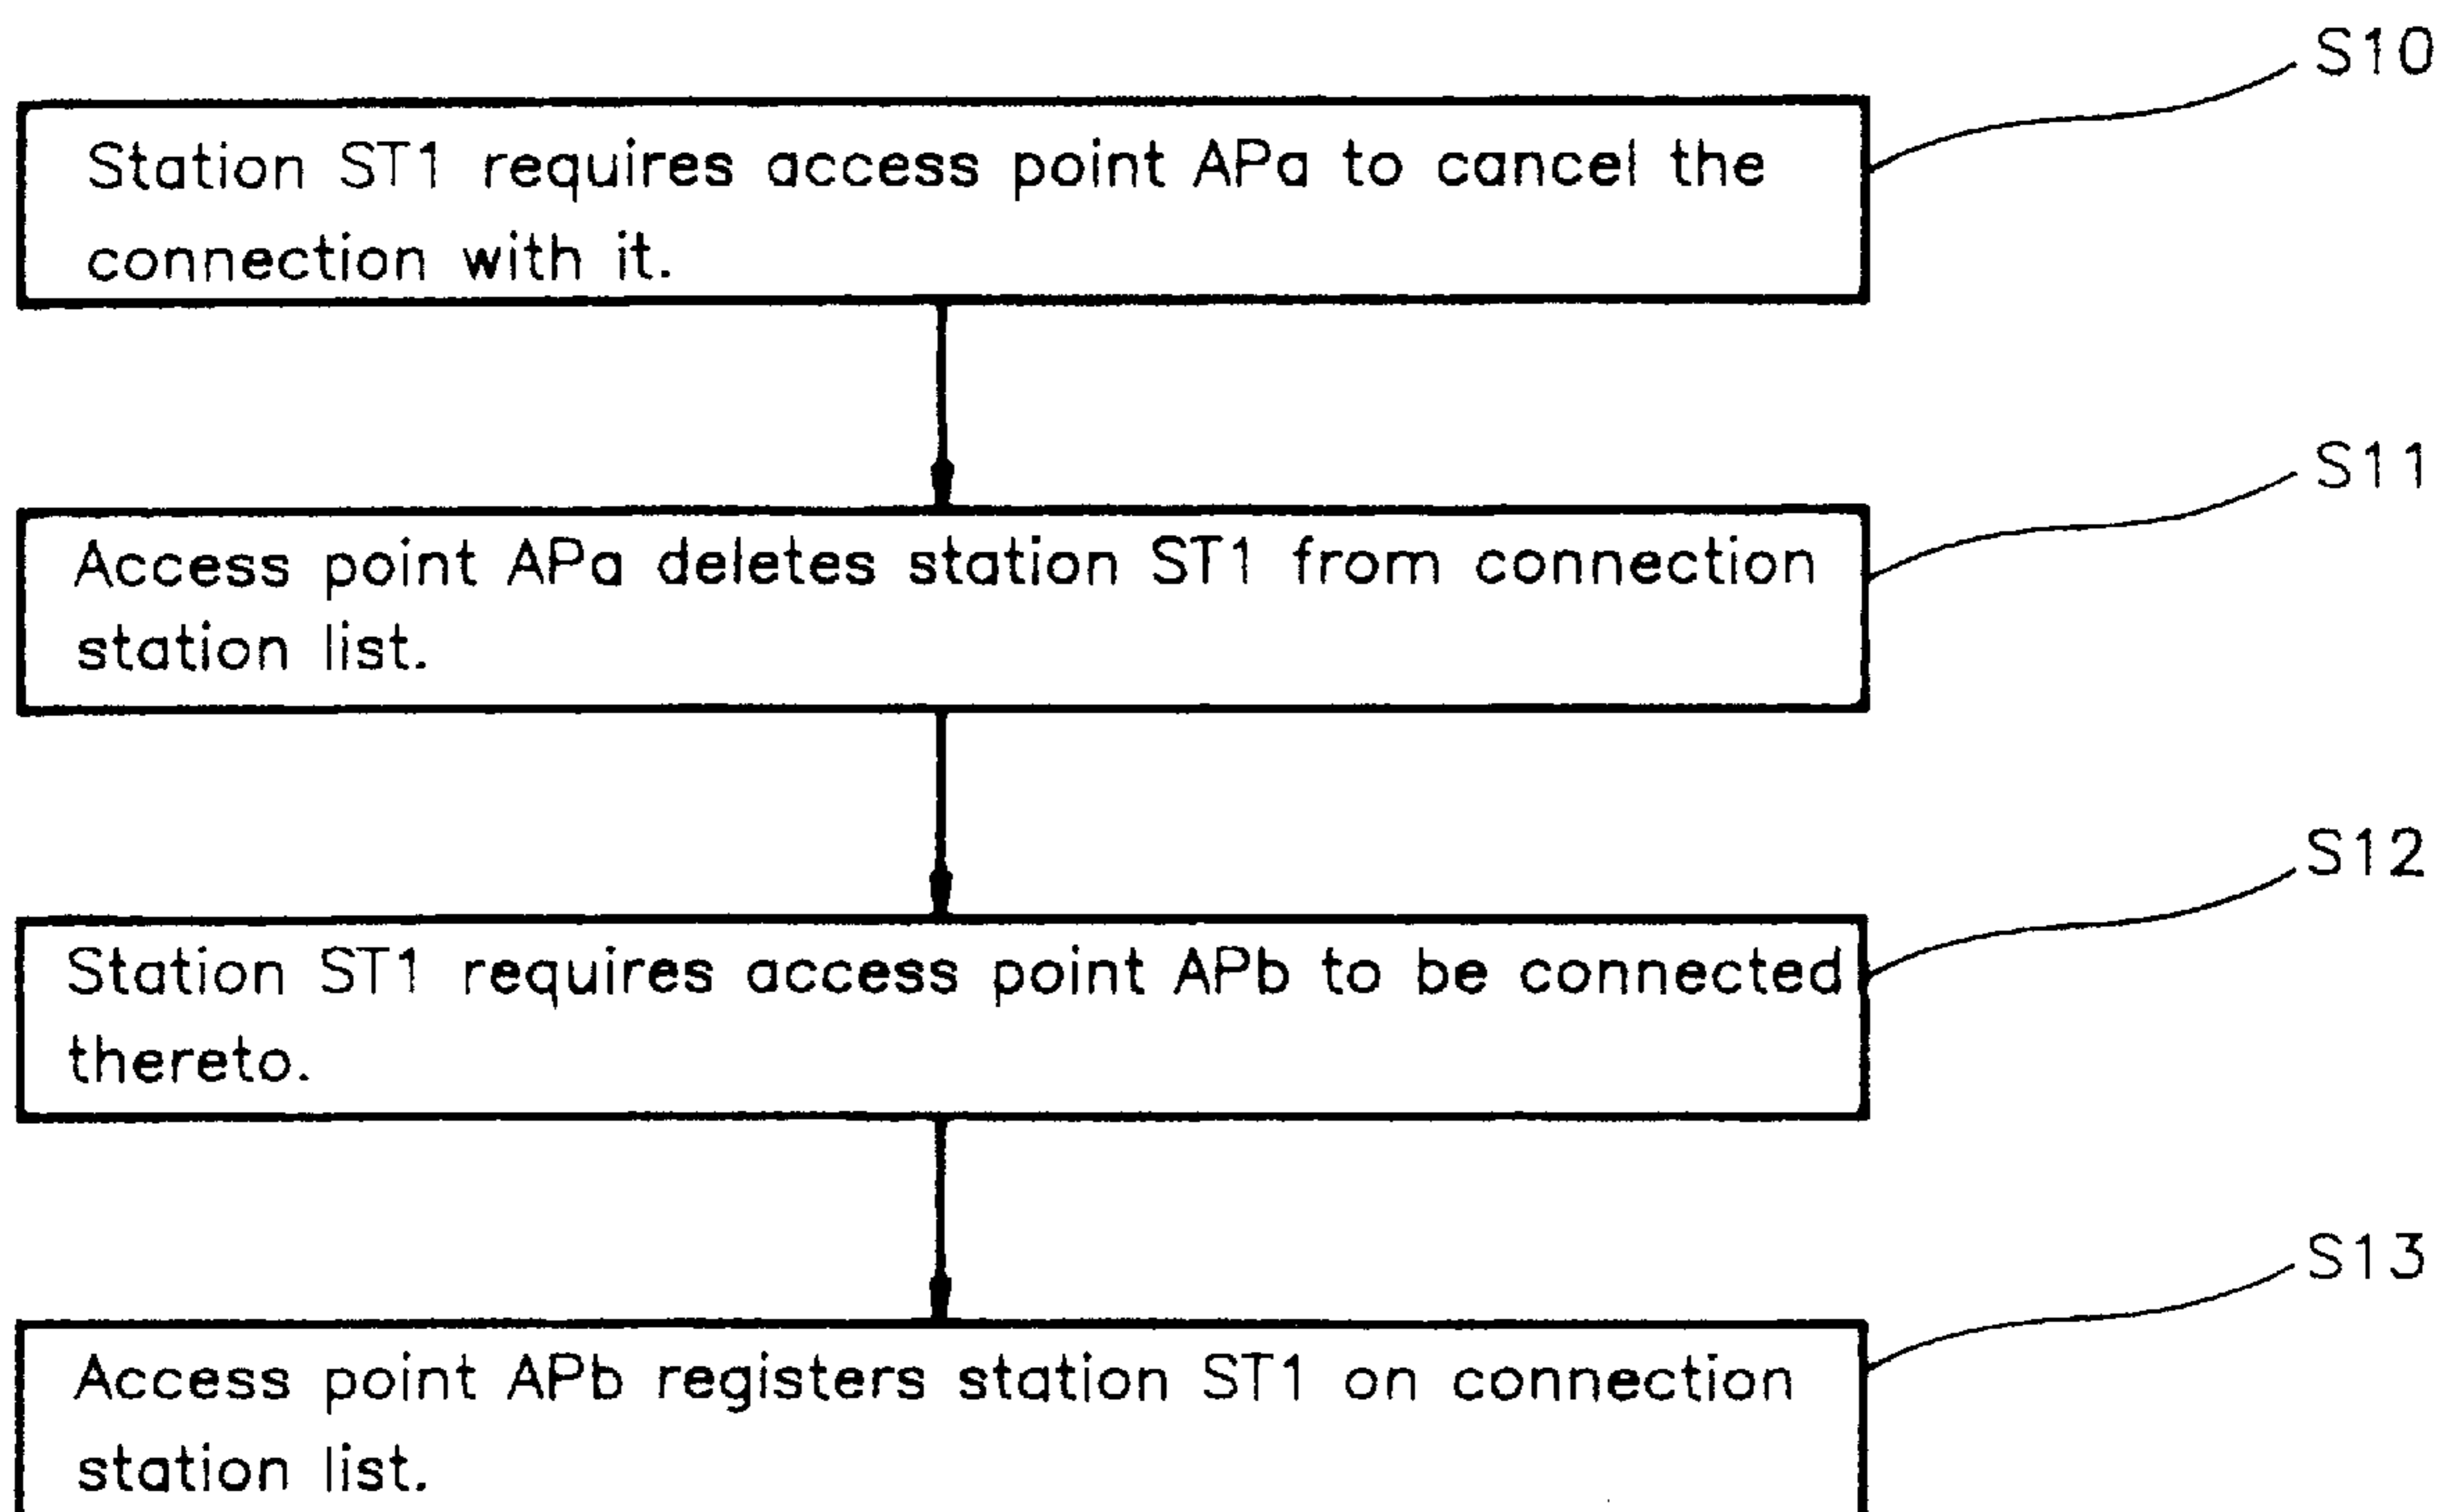 S10
Station ST1 requires access point APa to cancel the
connection with it.
S11
Access point APa deletes station ST1 from connection
station list.
S12
Station ST1 requires access point APb to be connected
thereto.
S13
Access point APb registers station ST1 on connection
station list.